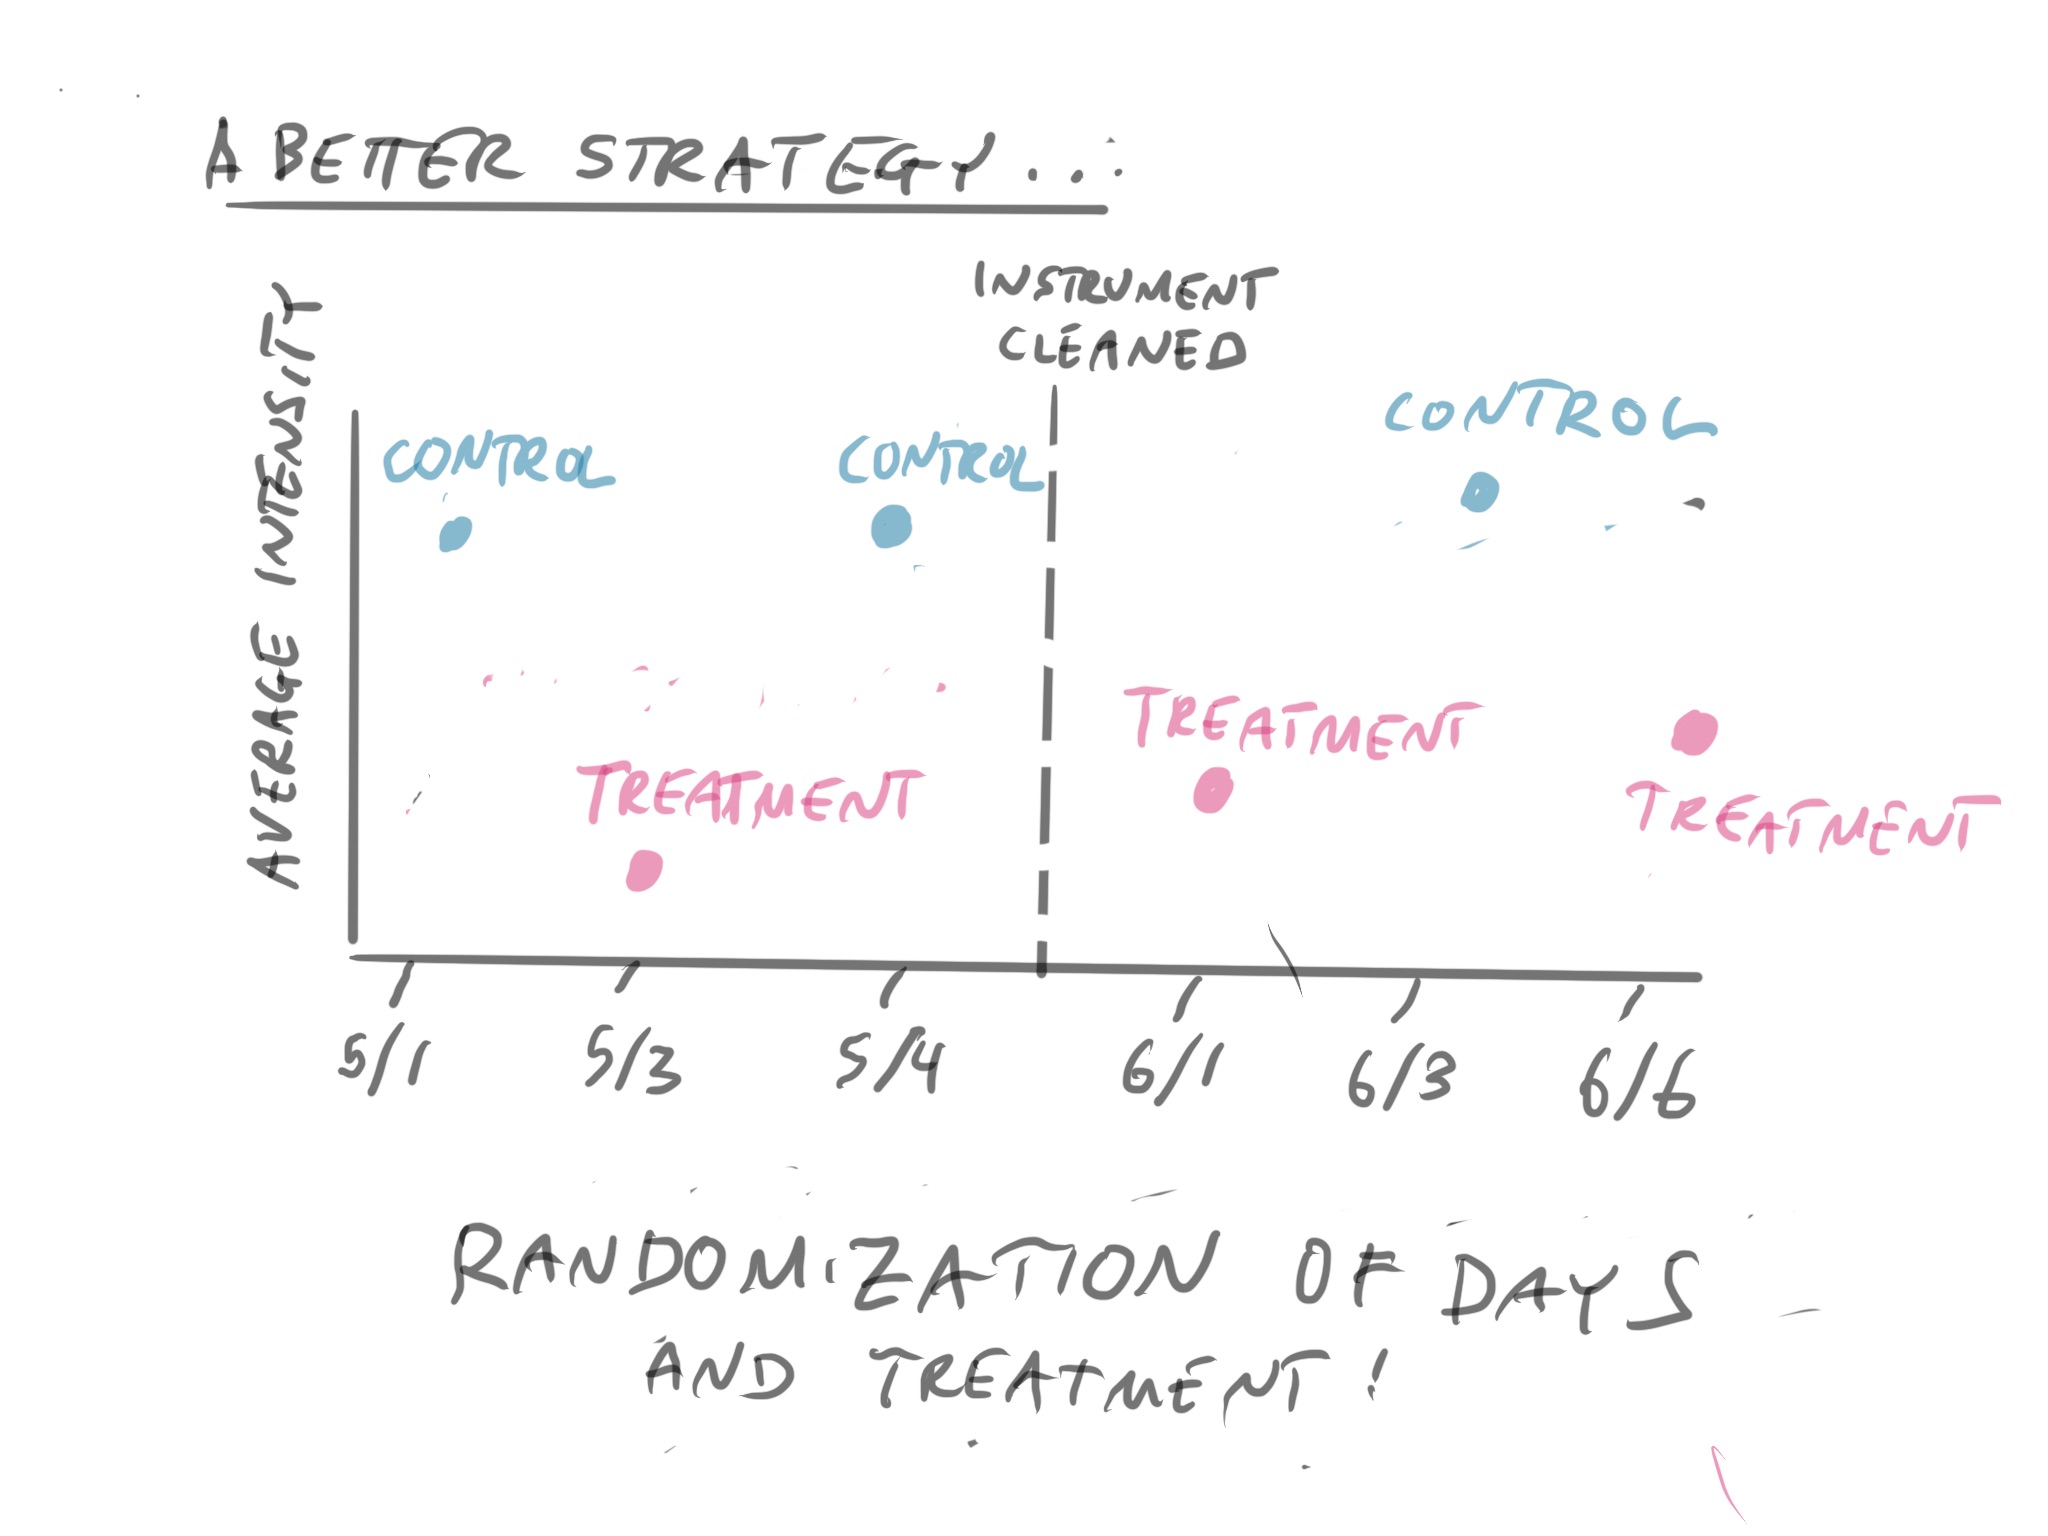 A BETTER STRATEGY...
INSTRUMENT
CLEANED
AVERAGE INTENSITY
CONTROL
CONTROL
CONTROL
TREATMENT
TREATMENT
TREATMENT
5/1 5/3 5/4 6/1 6/3 6/6
RANDOMIZATION OF DAYS
AND TREATMENT!